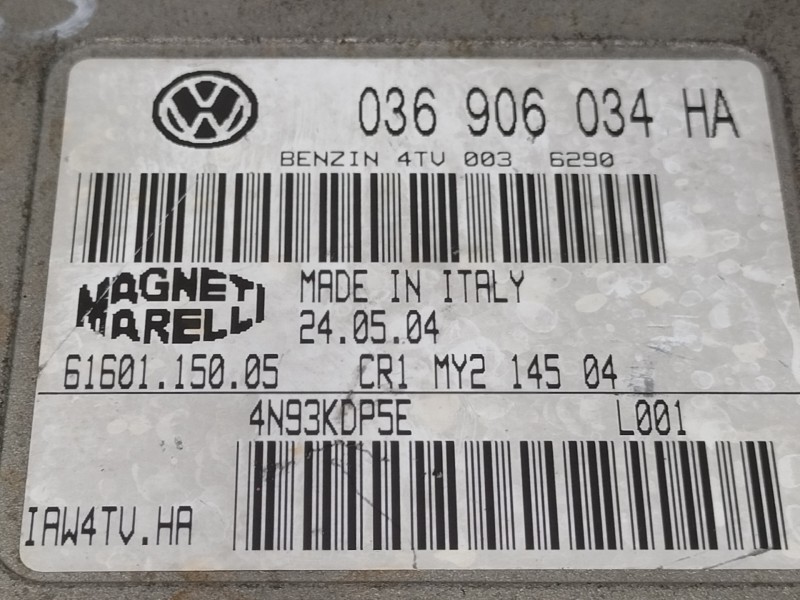 036 906 034 HA
BENZIN 4TV 003 6290
MAGNETI
MARELLI
MADE IN ITALY
24.05.04
61601.150.05 CR1 MY2 145 04
4N93KDP5E L001
IAW4TV.HA